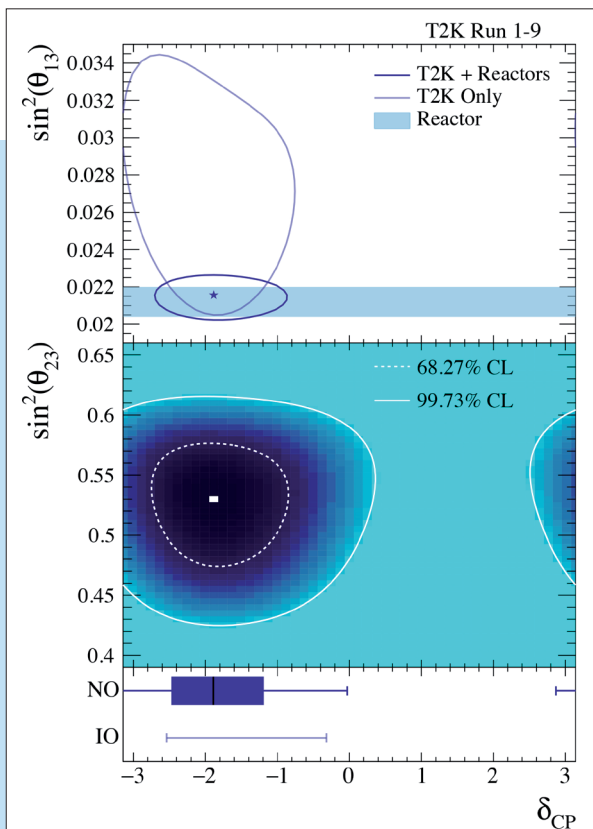 T2K Run 1-9
sin²(θ₁₃)
0.034
0.032
0.03
0.028
0.026
0.024
0.022
0.02
T2K + Reactors
T2K Only
Reactor
sin²(θ₂₃)
0.65
0.6
0.55
0.5
0.45
0.4
68.27% CL
99.73% CL
NO
IO
−3 −2 −1 0 1 2 3
δCP